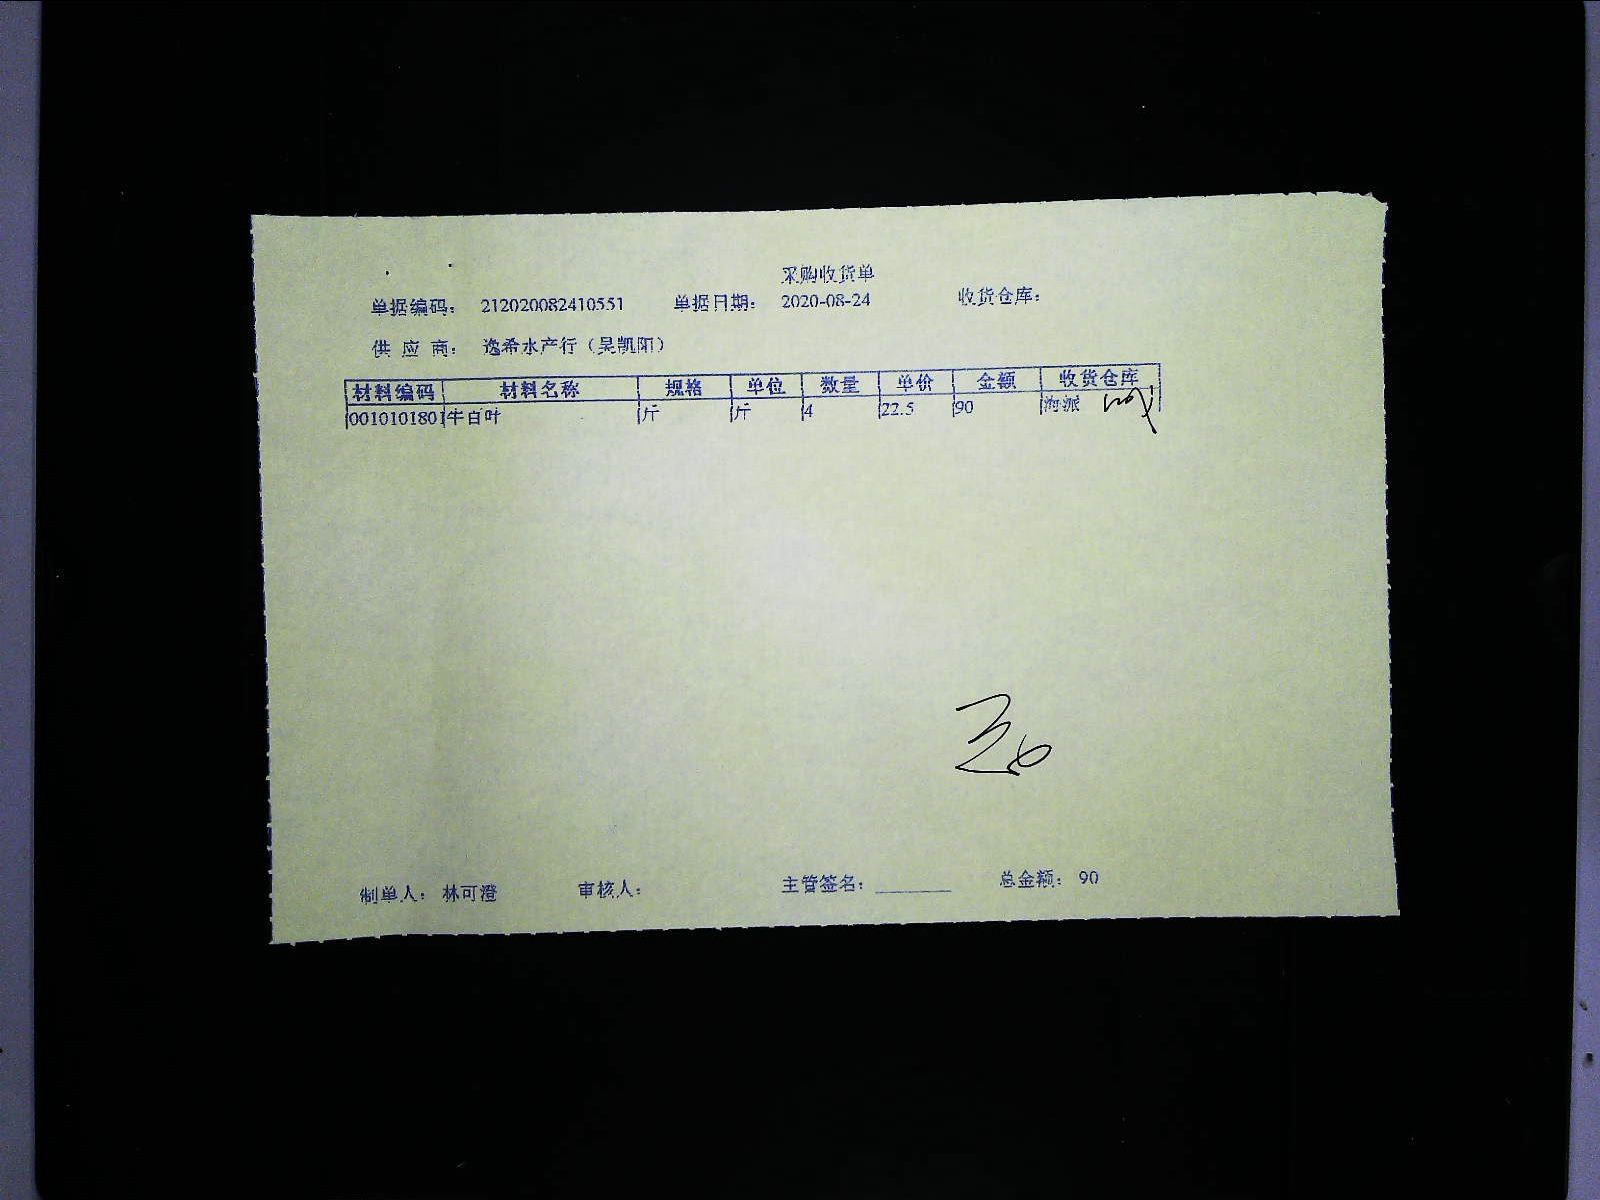 采购收货单
单据编码： 212020082410551 单据日期： 2020-08-24 收货仓库：
供 应 商： 逸希水产行（吴凯阳）
材料编码 材料名称 规格 单位 数量 单价 金额 收货仓库
0010101801 牛百叶 斤 斤 4 22.5 90 海派
制单人： 林可澄 审核人： 主管签名： ________ 总金额： 90